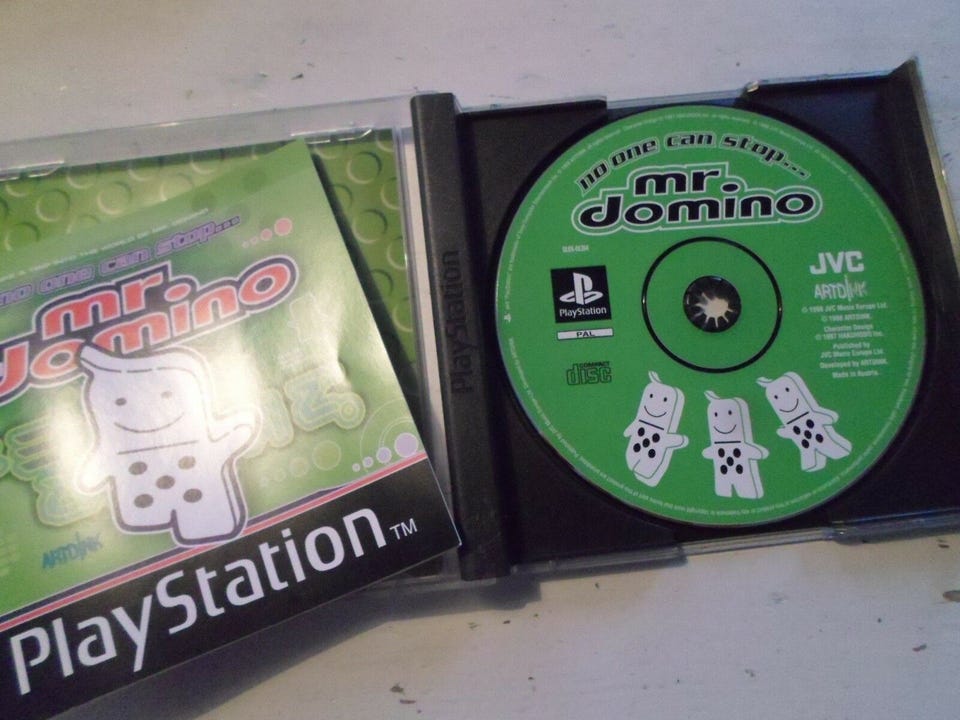 no one can stop...
mr.
domino
ARTDINK
PlayStation™
PlayStation
no one can stop...
mr.
domino
PlayStation
PAL
COMPACT
disc
JVC
ARTDINK
© 1998 JVC Music Europe Ltd.
© 1998 ARTDINK.
Character Design
© 1997 HAKUHODO Inc.
Published by
JVC Music Europe Ltd.
Developed by ARTDINK.
Made in Austria.